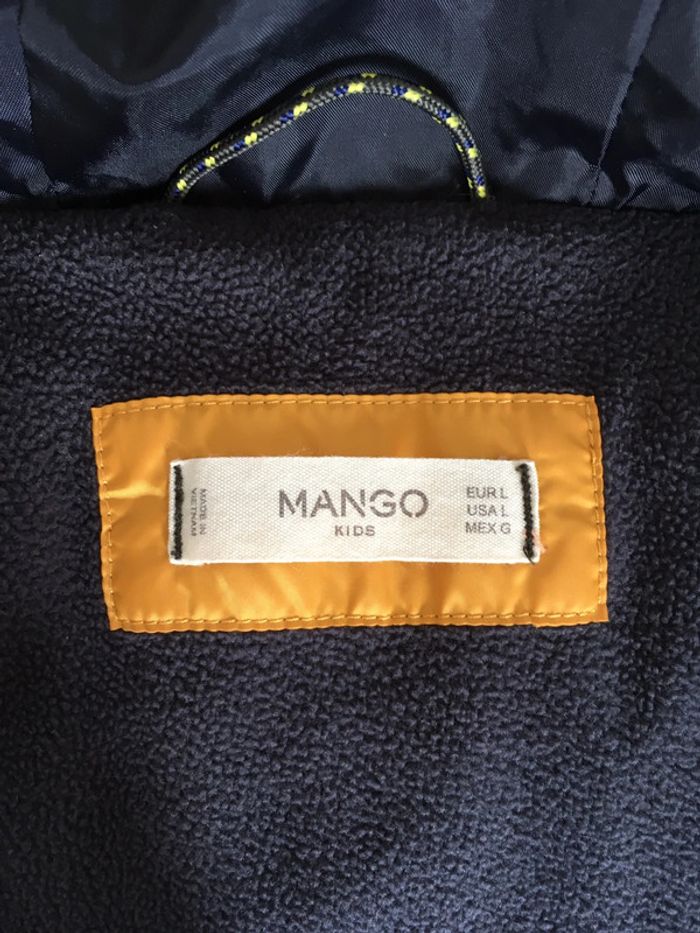 MADE IN
VIETNAM
MANGO
KIDS
EUR L
USA L
MEX G